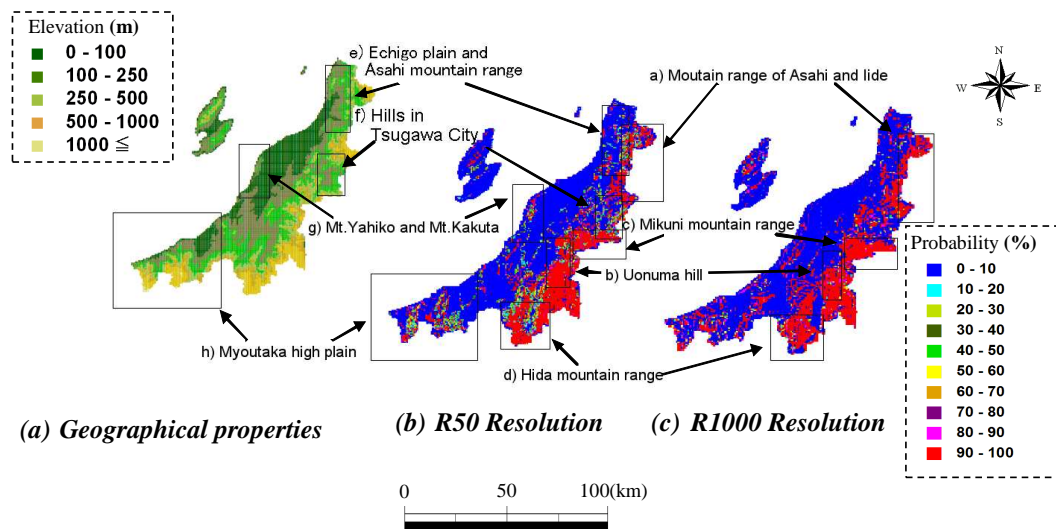 Elevation (m)
0 - 100
100 - 250
250 - 500
500 - 1000
1000 ≦
e) Echigo plain and
Asahi mountain range
f) Hills in
Tsugawa City
g) Mt.Yahiko and Mt.Kakuta
h) Myoutaka high plain
a) Moutain range of Asahi and Iide
c) Mikuni mountain range
b) Uonuma hill
d) Hida mountain range
N
W
E
S
Probability (%)
0 - 10
10 - 20
20 - 30
30 - 40
40 - 50
50 - 60
60 - 70
70 - 80
80 - 90
90 - 100
(a) Geographical properties
(b) R50 Resolution
(c) R1000 Resolution
0
50
100(km)